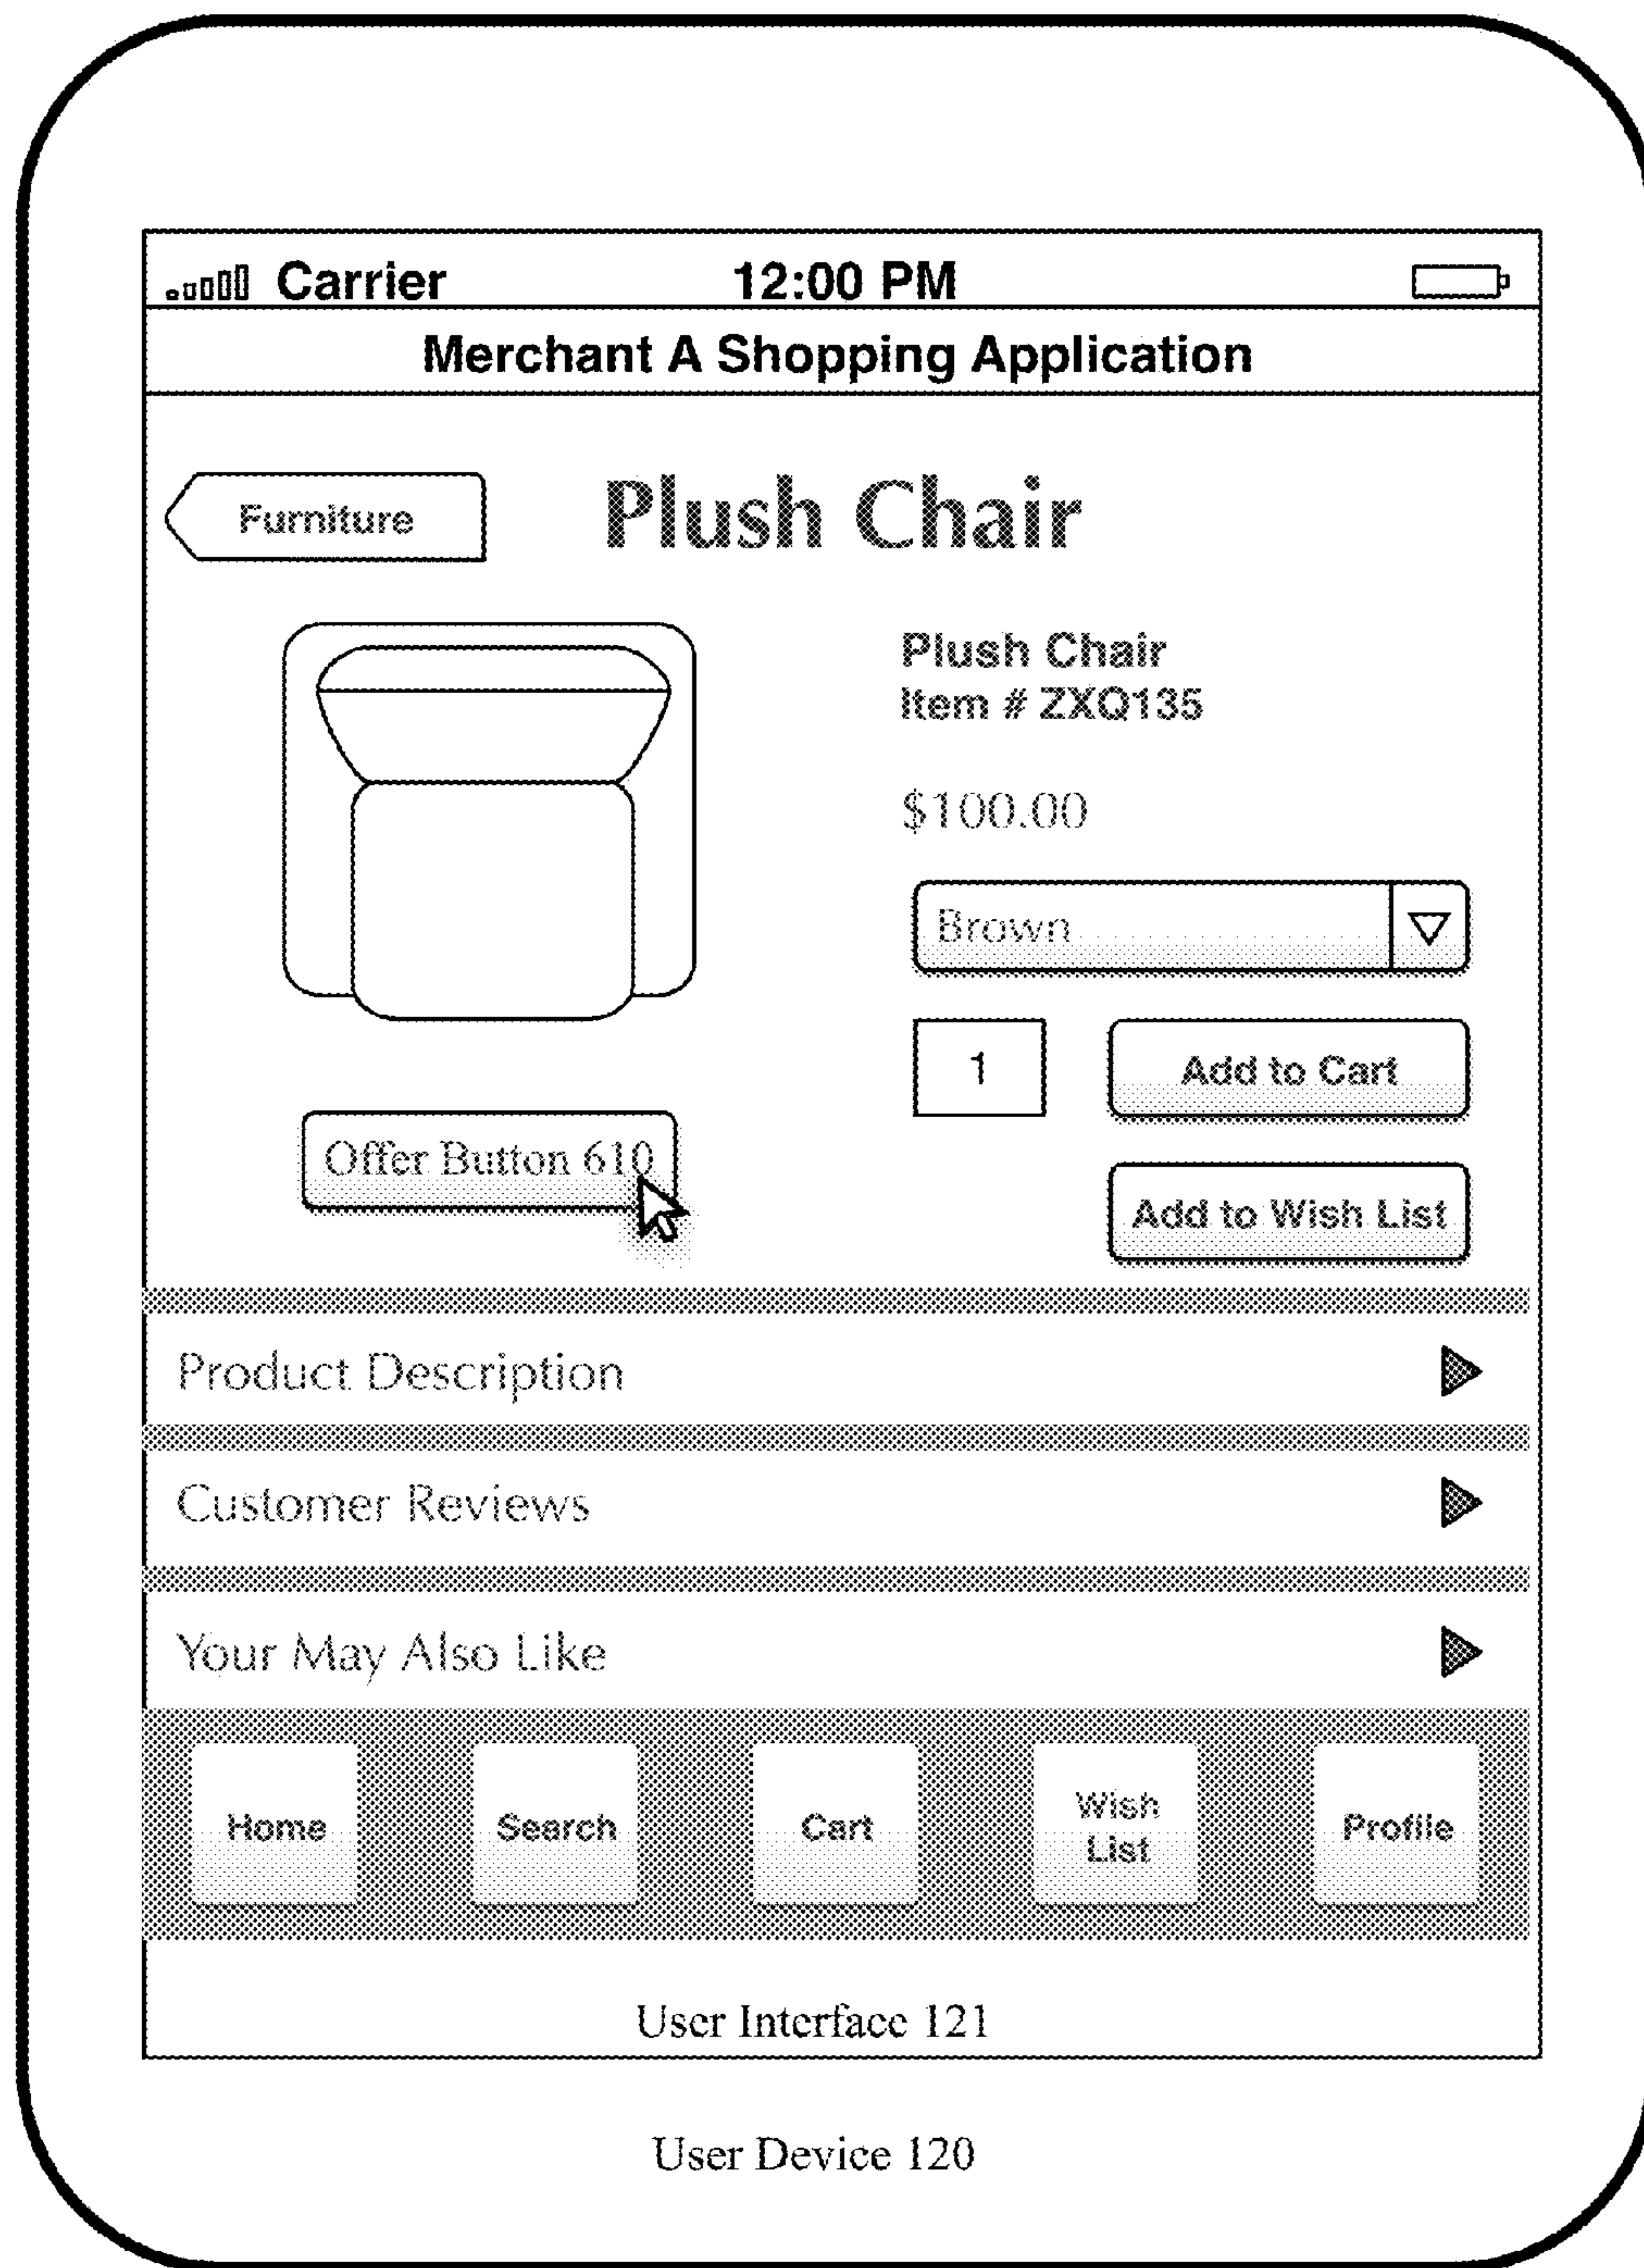 Carrier 12:00 PM
Merchant A Shopping Application
Furniture
Plush Chair
Plush Chair
Item # ZXQ135
$100.00
Brown
1
Add to Cart
Offer Button 610
Add to Wish List
Product Description
Customer Reviews
Your May Also Like
Home
Search
Cart
Wish
List
Profile
User Interface 121
User Device 120